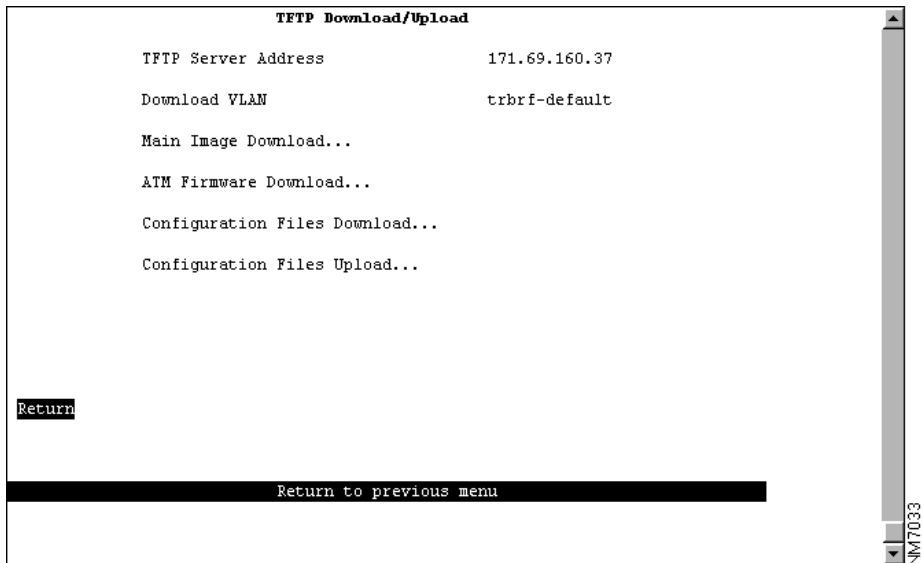 TFTP Download/Upload
TFTP Server Address 171.69.160.37
Download VLAN trbrf-default
Main Image Download...
ATM Firmware Download...
Configuration Files Download...
Configuration Files Upload...
Return
Return to previous menu
NM7033